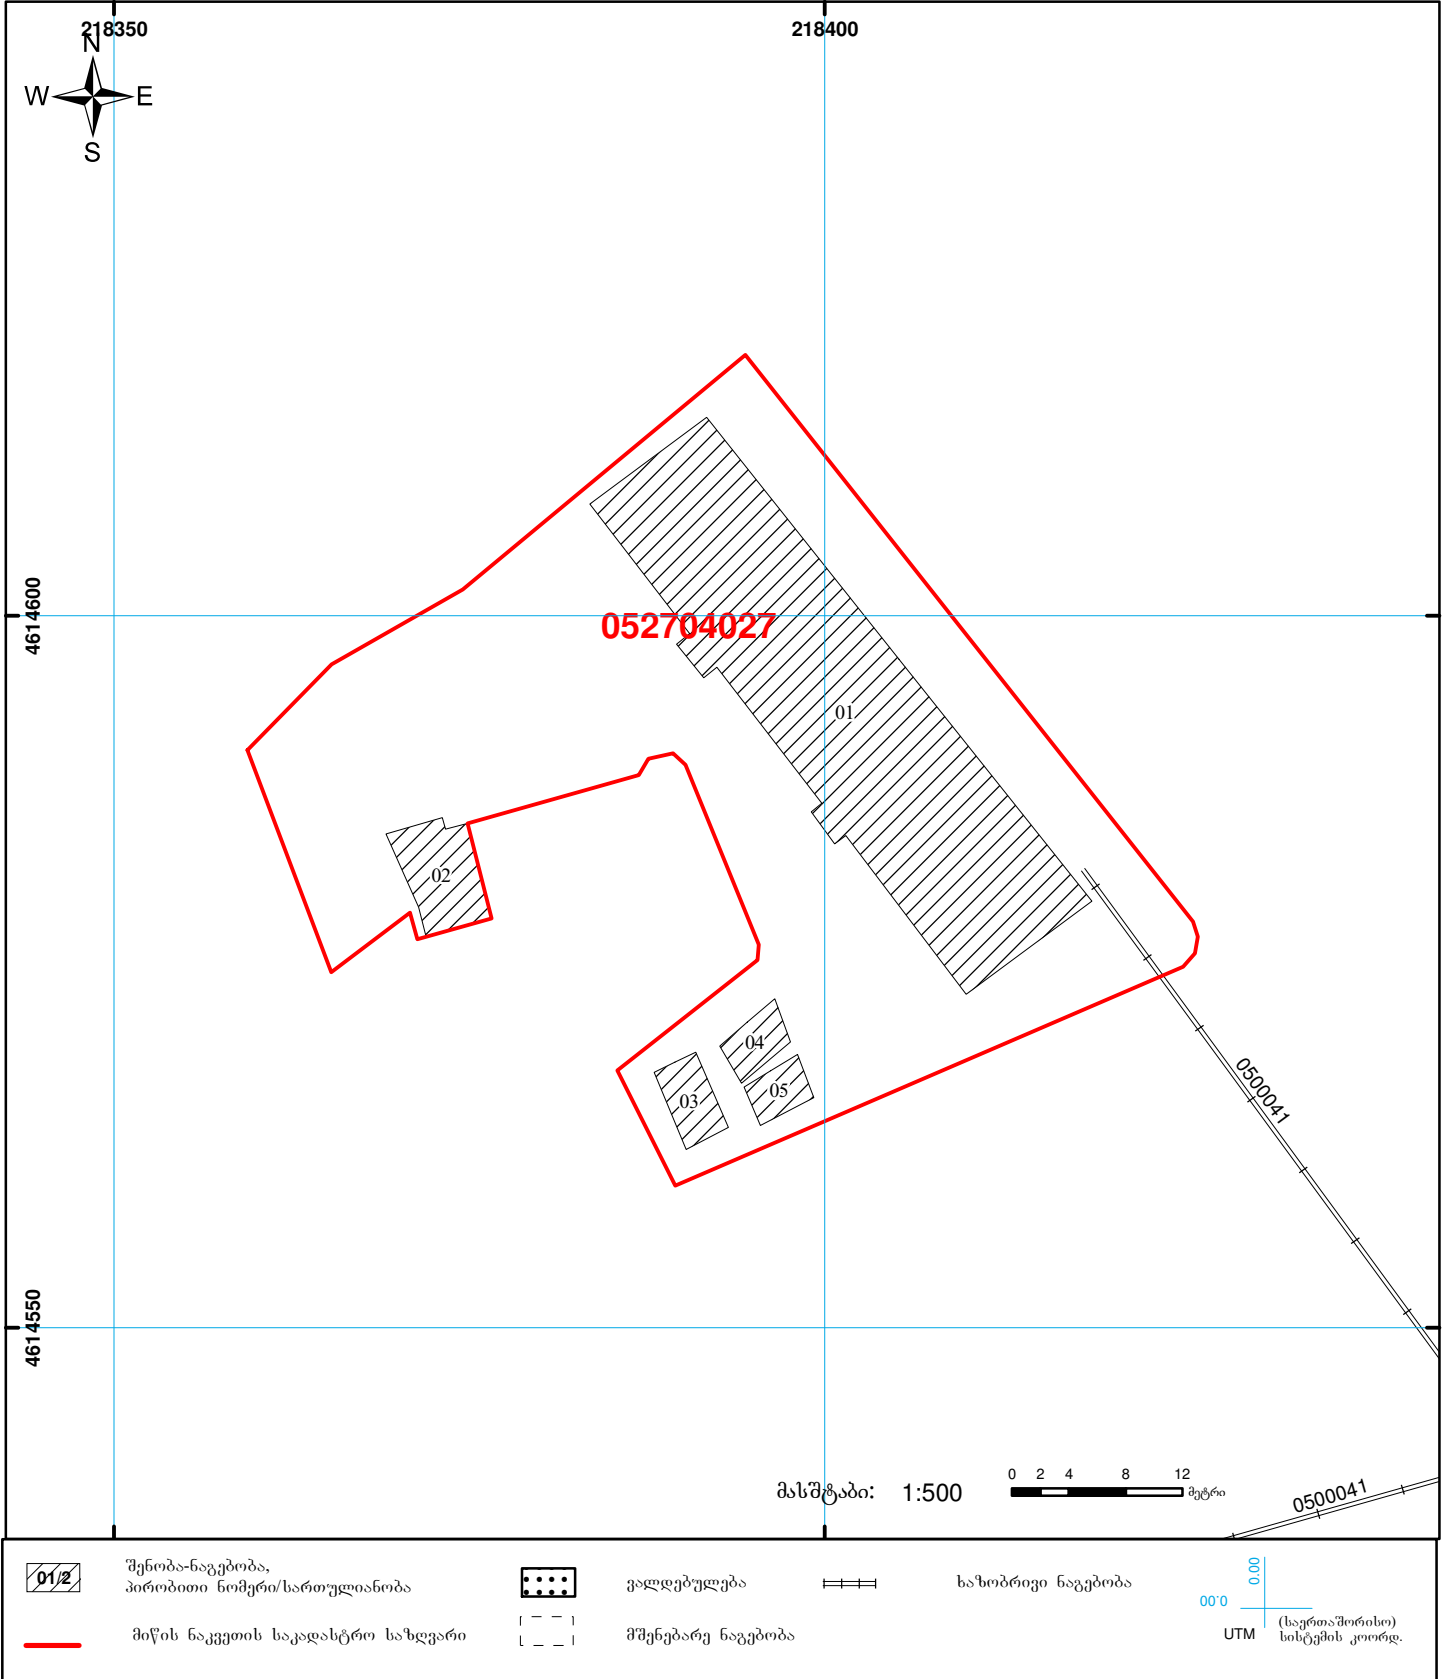 218350
218400
N
W
E
S
4614600
052704027
01
02
04
03
05
0500041
4614550
მასშტაბი: 1:500
0 2 4 8 12
მეტრი
0500041
01/2
შენობა-ნაგებობა,
პირობითი ნომერი/სართულიანობა
ვალდებულება
ხაზობრივი ნაგებობა
00.0
0.00
UTM
(საერთაშორისო)
სისტემის კოორდ.
მიწის ნაკვეთის საკადასტრო საზღვარი
მშენებარე ნაგებობა